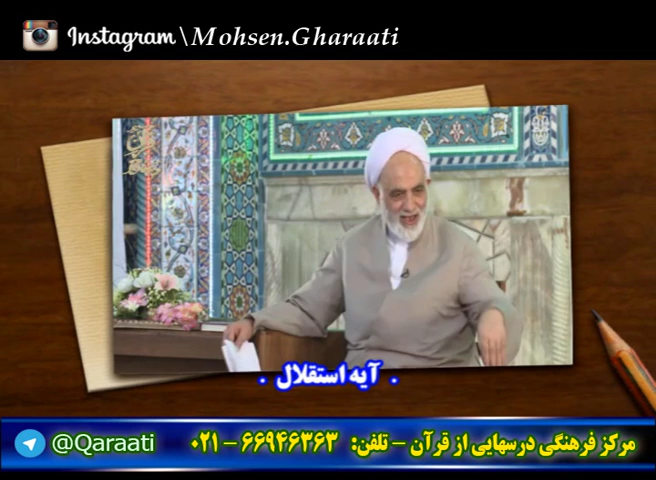 Instagram\Mohsen.Gharaati
. آیه استقلال .
مرکز فرهنگی درسهایی از قرآن - تلفن: ۶۶۹۴۶۳۶۳ - ۰۲۱
@Qaraati